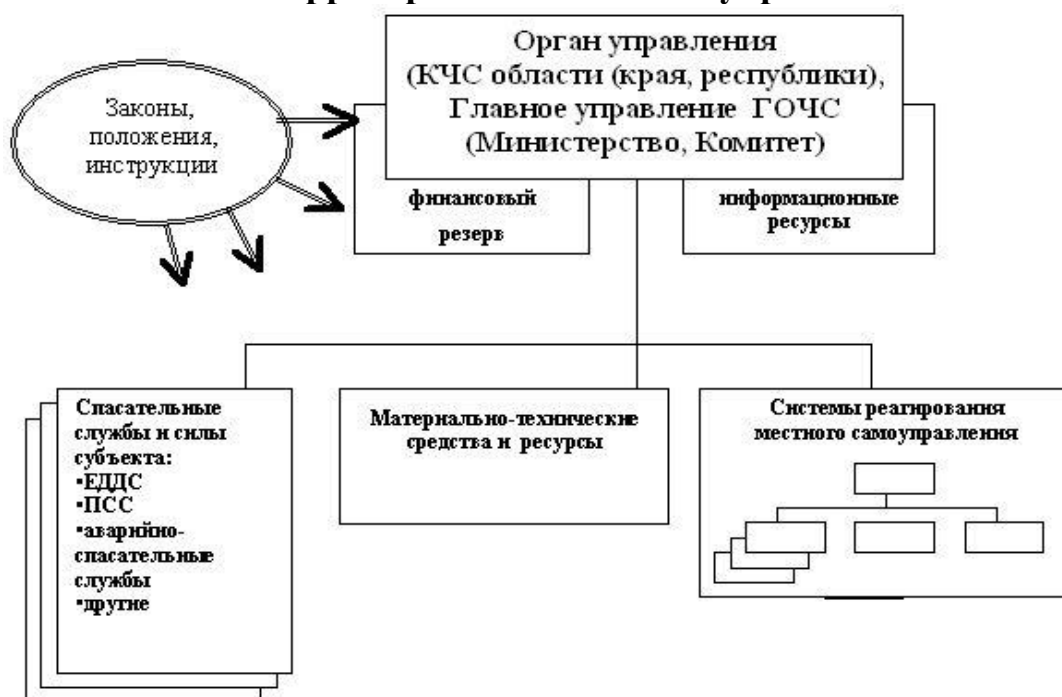 Орган управления
(КЧС области (края, республики),
Главное управление ГОЧС
(Министерство, Комитет)
Законы,
положения,
инструкции
финансовый
резерв
информационные
ресурсы
Спасательные
службы и силы
субъекта:
▪ЕДДС
▪ПСС
▪аварийно-
спасательные
службы
▪другие
Материально-технические
средства и ресурсы
Системы реагирования
местного самоуправления